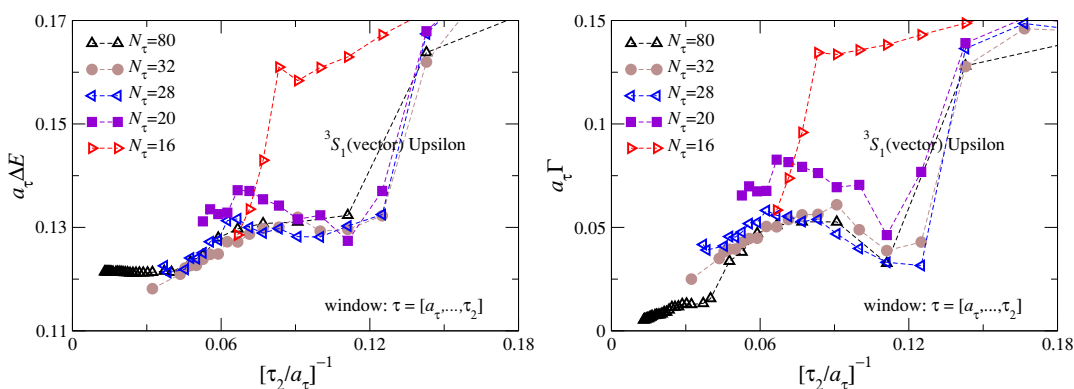 0.17
0.15
0.13
0.11
a_τ ΔE
N_τ=80
N_τ=32
N_τ=28
N_τ=20
N_τ=16
³S₁(vector) Upsilon
window: τ = [a_τ,...,τ₂]
0 0.06 0.12 0.18
[τ₂/a_τ]⁻¹
0.15
0.1
0.05
0
a_τ Γ
N_τ=80
N_τ=32
N_τ=28
N_τ=20
N_τ=16
³S₁(vector) Upsilon
window: τ = [a_τ,...,τ₂]
0 0.06 0.12 0.18
[τ₂/a_τ]⁻¹